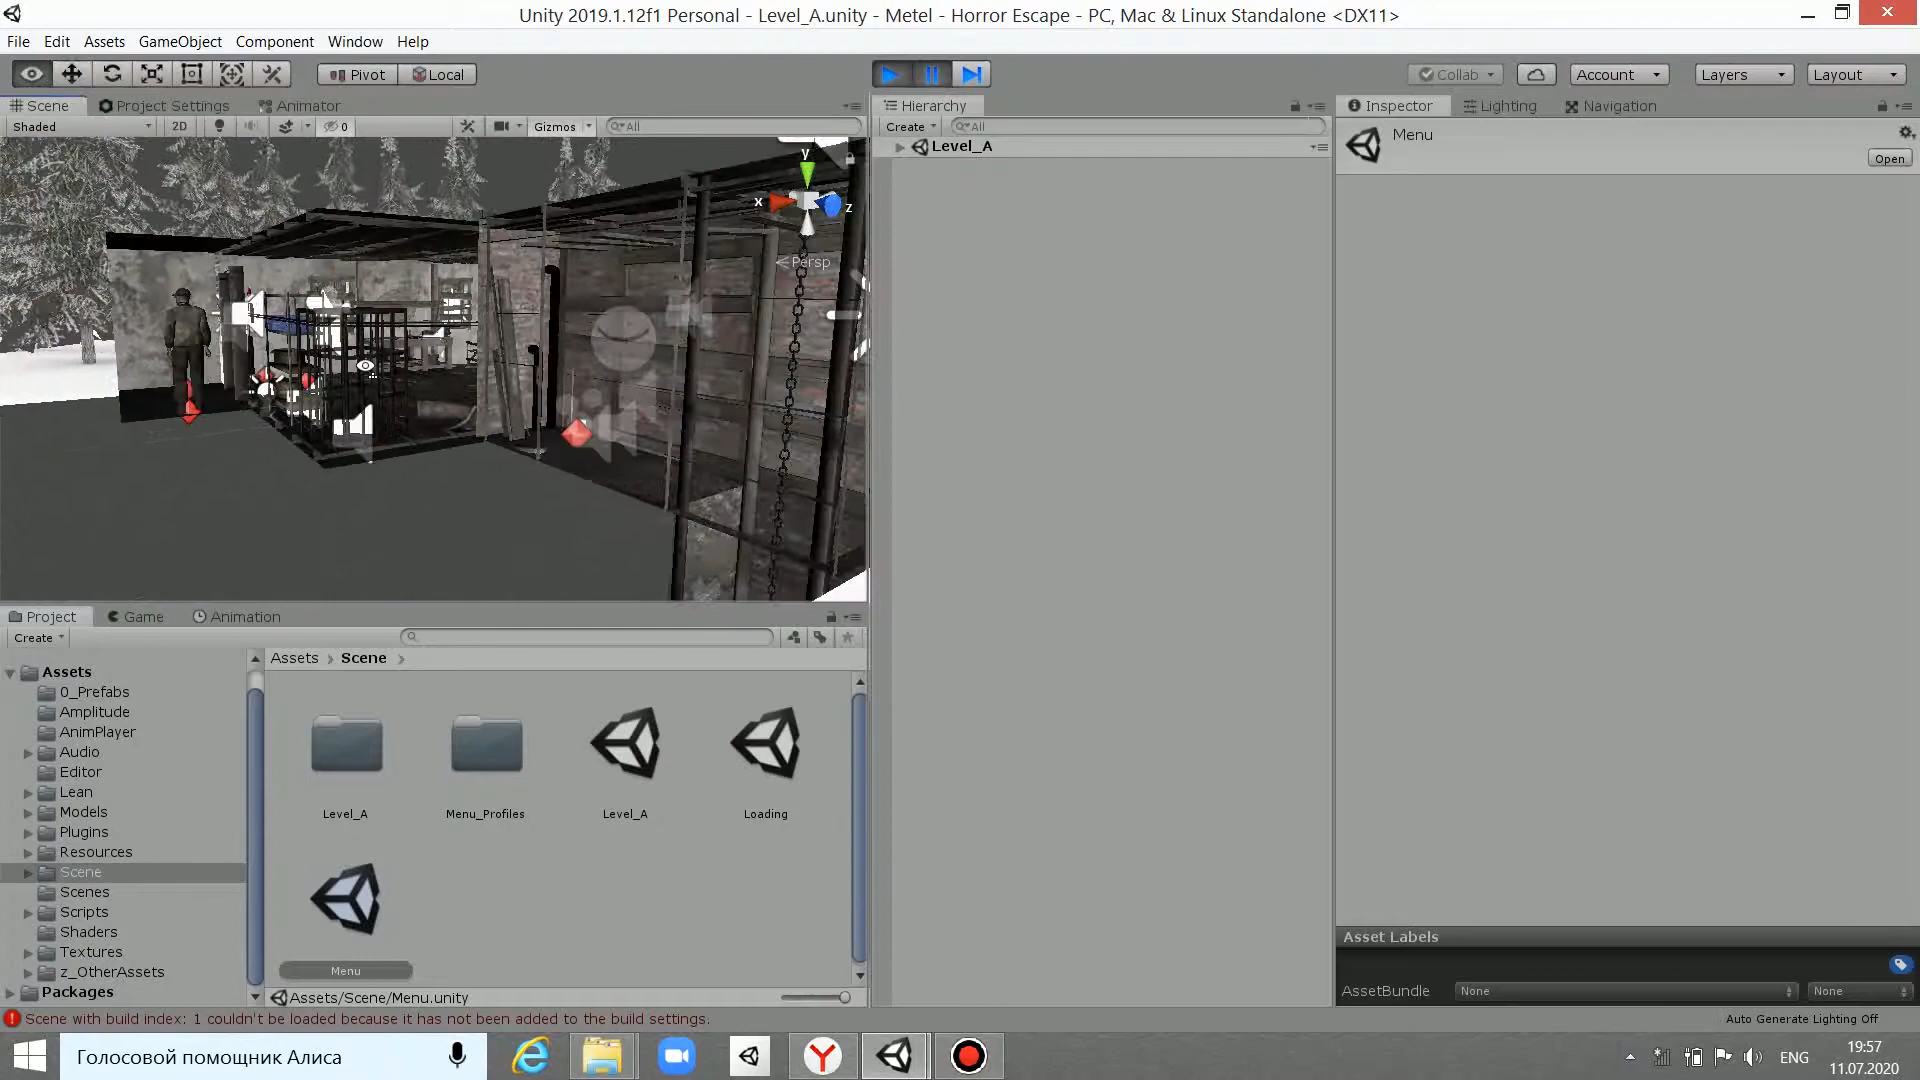 Unity 2019.1.12f1 Personal - Level_A.unity - Metel - Horror Escape - PC, Mac & Linux Standalone <DX11>
File Edit Assets GameObject Component Window Help
Pivot Local
Collab Account Layers Layout
Scene Project Settings Animator
Hierarchy
Inspector Lighting Navigation
Shaded 2D 0 Gizmos All
Create All
Level_A
Menu
Open
y
x
z
Persp
Project Game Animation
Create
Assets
0_Prefabs
Amplitude
AnimPlayer
Audio
Editor
Lean
Models
Plugins
Resources
Scene
Scenes
Scripts
Shaders
Textures
z_OtherAssets
Packages
Assets Scene
Level_A
Menu_Profiles
Level_A
Loading
Menu
Assets/Scene/Menu.unity
Asset Labels
AssetBundle None None
Scene with build index: 1 couldn't be loaded because it has not been added to the build settings.
Auto Generate Lighting Off
Голосовой помощник Алиса
ENG
19:57
11.07.2020